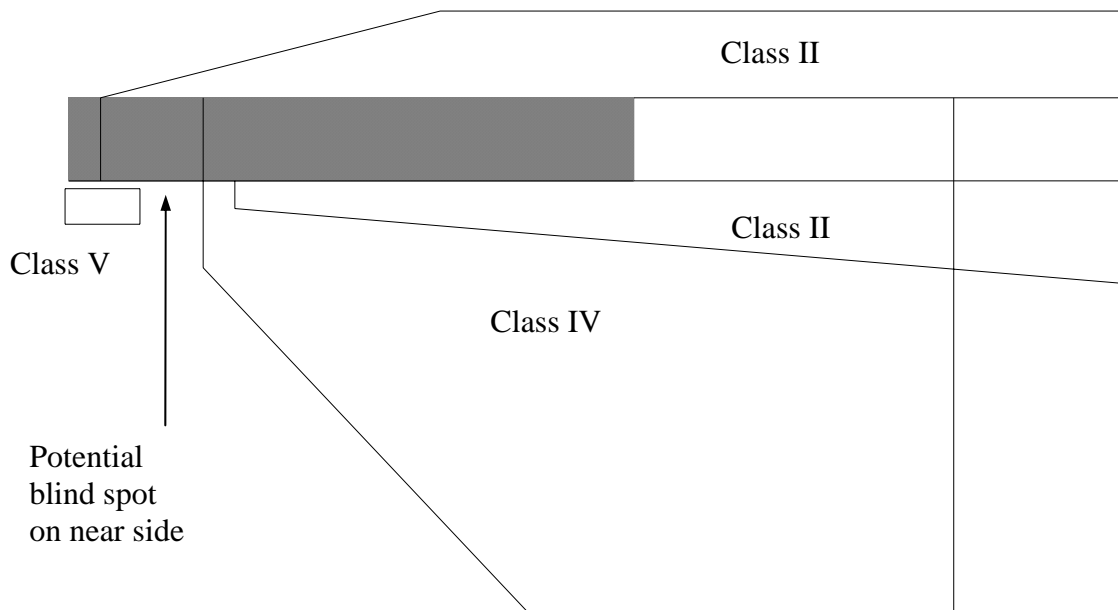 Class II
Class II
Class V
Class IV
Potential
blind spot
on near side